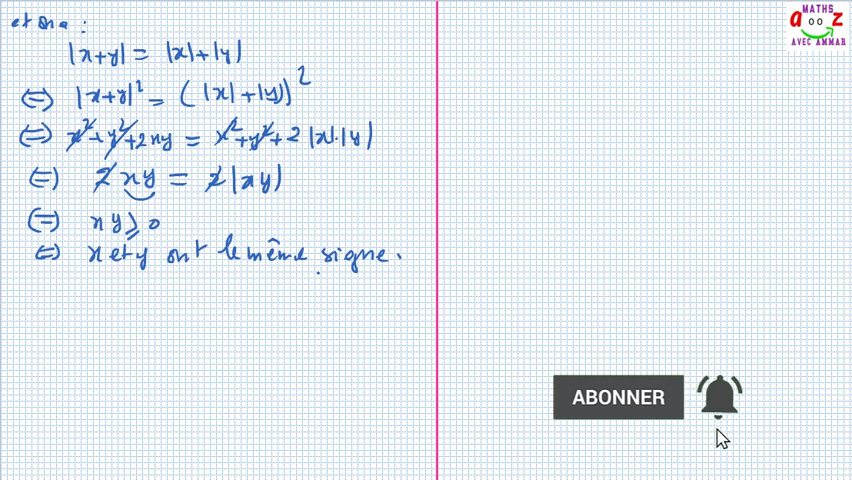 et on a :
|x+y| = |x|+|y|
⇔ |x+y|² = (|x|+|y|)²
⇔ x²+y²+2xy = x²+y²+2|x|.|y|
⇔ 2xy = 2|xy|
⇔ xy ≥ 0
⇔ x et y ont le même signe.
MATHS
a oo z
AVEC AMMAR
ABONNER